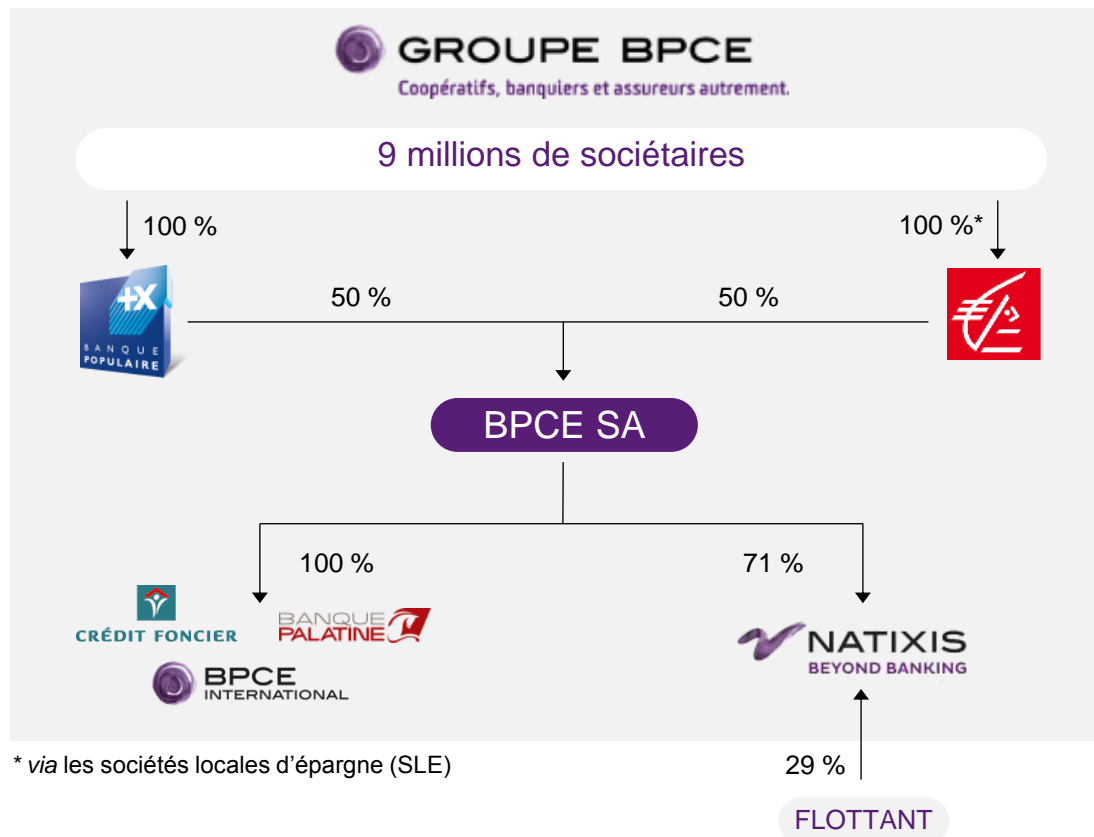 GROUPE BPCE
Coopératifs, banquiers et assureurs autrement.
9 millions de sociétaires
100 %
100 %*
50 %
50 %
+X
BANQUE
POPULAIRE
BPCE SA
100 %
71 %
CRÉDIT FONCIER
BANQUE
PALATINE
BPCE
INTERNATIONAL
NATIXIS
BEYOND BANKING
* via les sociétés locales d'épargne (SLE)
29 %
FLOTTANT